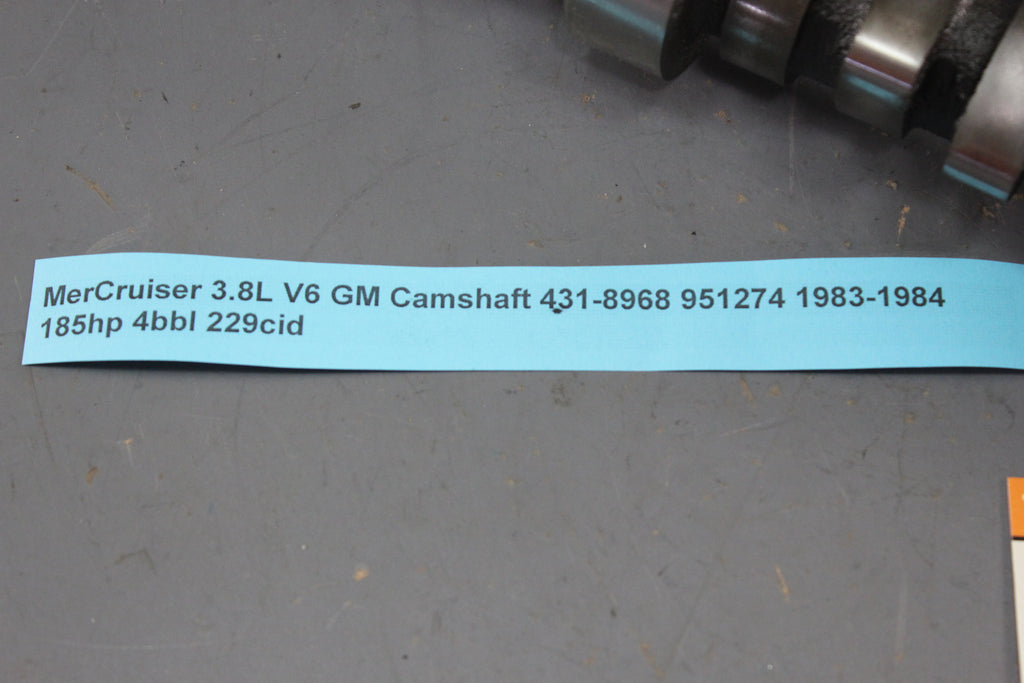 MerCruiser 3.8L V6 GM Camshaft 431-8968 951274 1983-1984
185hp 4bbl 229cid